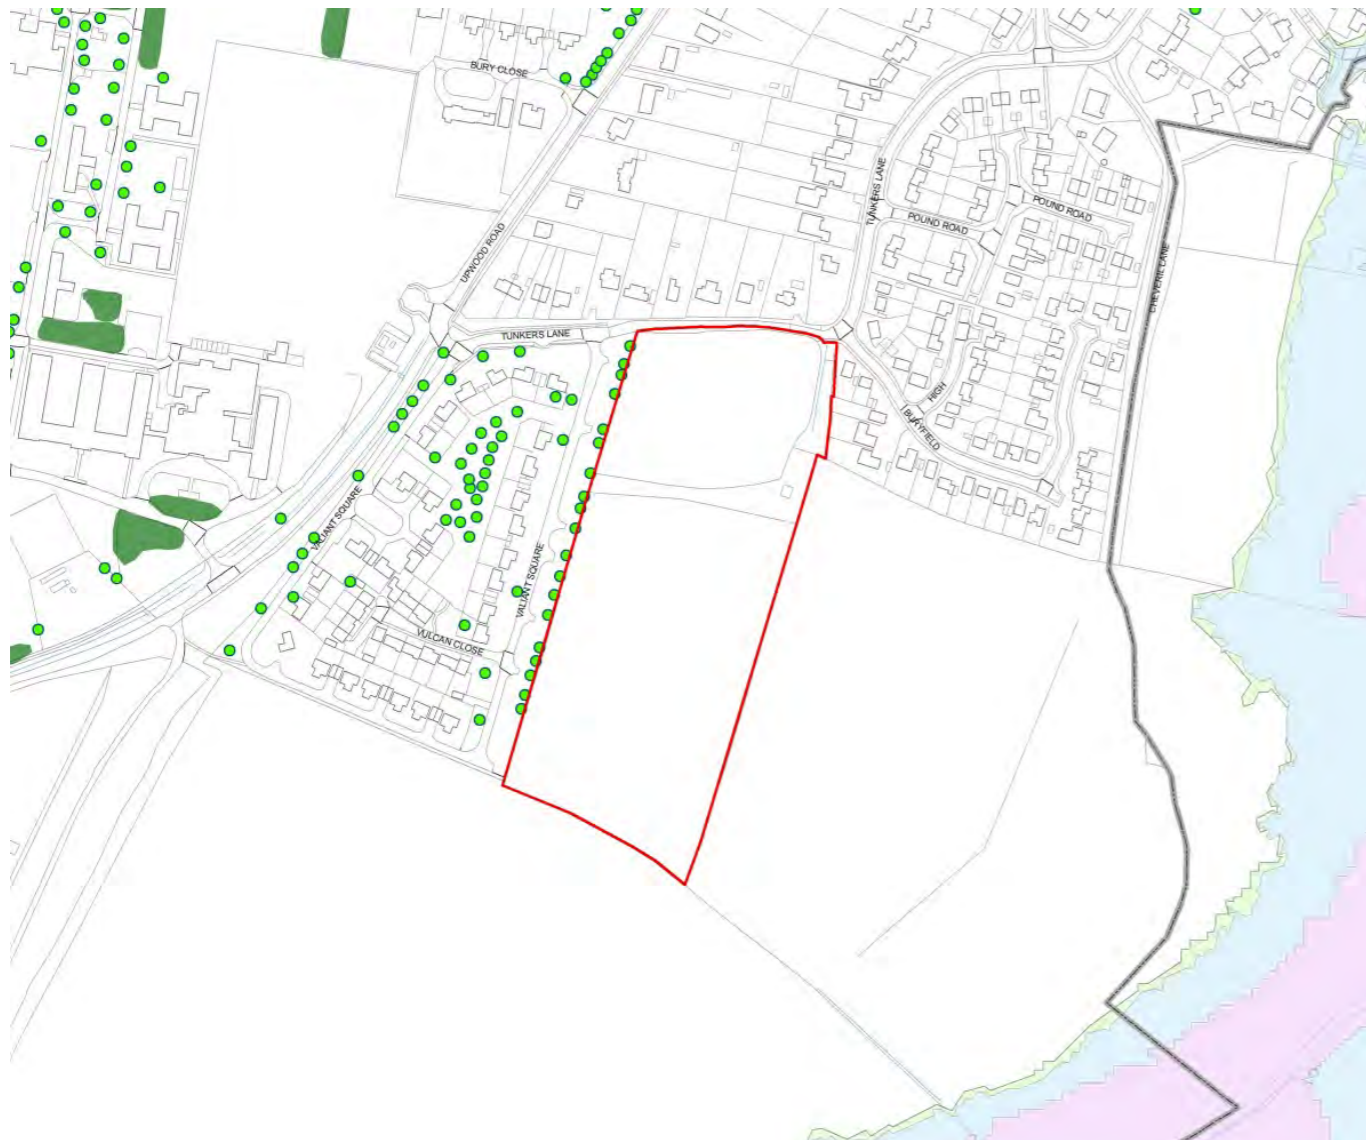 BURY CLOSE
TUNKERS LANE
POUND ROAD
POUND ROAD
UPWOOD ROAD
CHEVERIL LANE
TUNKERS LANE
HIGH
BURYFIELD
VALIANT SQUARE
VALIANT SQUARE
VULCAN CLOSE